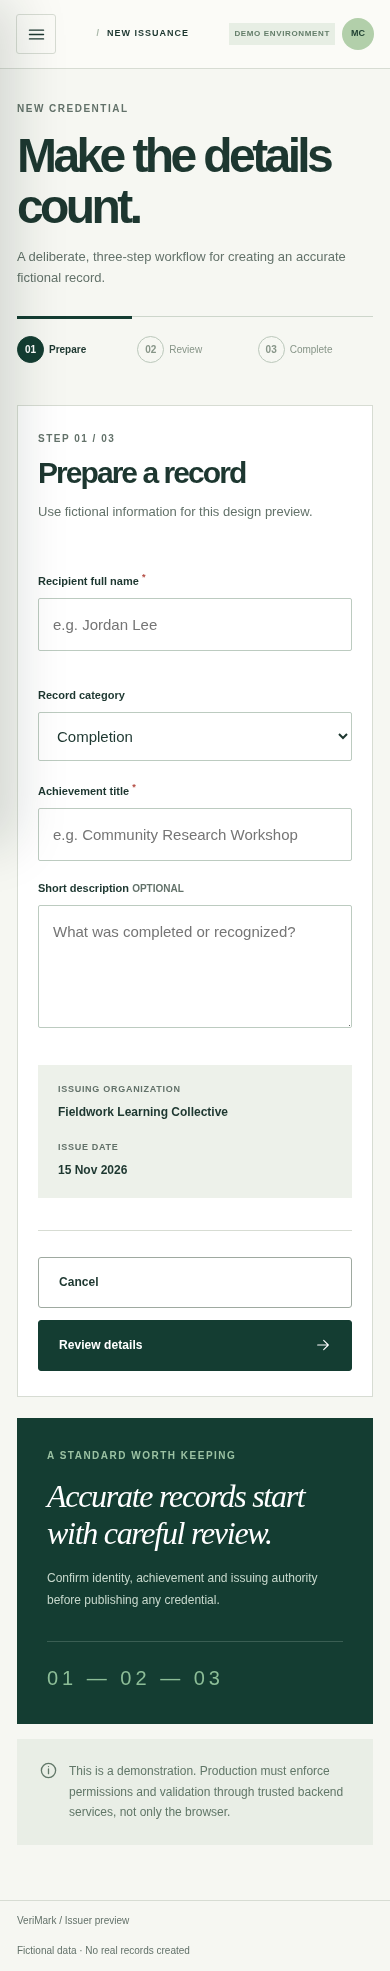 / NEW ISSUANCE
DEMO ENVIRONMENT
MC
NEW CREDENTIAL
Make the details
count.
A deliberate, three-step workflow for creating an accurate
fictional record.
01 Prepare
02 Review
03 Complete
STEP 01 / 03
Prepare a record
Use fictional information for this design preview.
Recipient full name *
e.g. Jordan Lee
Record category
Completion
Achievement title *
e.g. Community Research Workshop
Short description OPTIONAL
What was completed or recognized?
ISSUING ORGANIZATION
Fieldwork Learning Collective
ISSUE DATE
15 Nov 2026
Cancel
Review details
A STANDARD WORTH KEEPING
Accurate records start
with careful review.
Confirm identity, achievement and issuing authority
before publishing any credential.
01 — 02 — 03
This is a demonstration. Production must enforce
permissions and validation through trusted backend
services, not only the browser.
VeriMark / Issuer preview
Fictional data · No real records created